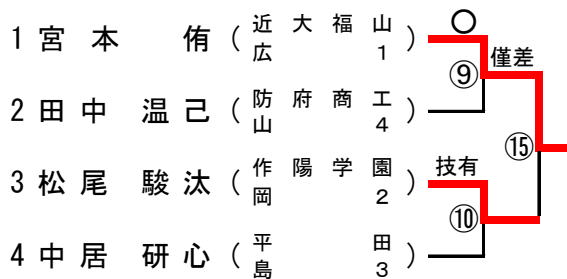 1 宮本 侑 (近大福山 広1) ○
⑨ 僅差
2 田中 温己 (防府商工 山4)
⑮
3 松尾 駿汰 (作陽学園 岡2) 技有
⑩
4 中居 研心 (平田 島3)